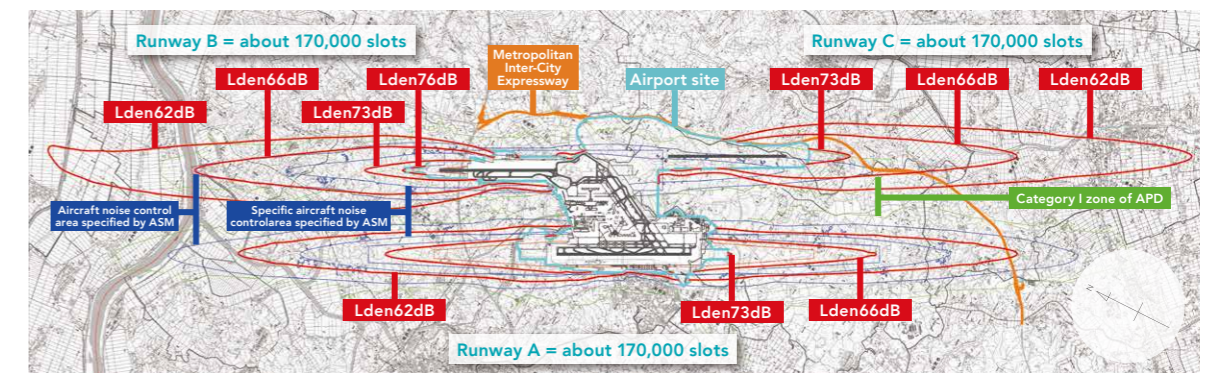 Runway B = about 170,000 slots
Metropolitan
Inter-City
Expressway
Runway C = about 170,000 slots
Lden66dB
Lden76dB
Airport site
Lden73dB
Lden66dB
Lden62dB
Lden62dB
Lden73dB
Aircraft noise control
area specified by ASM
Specific aircraft noise
controlarea specified by ASM
Category I zone of APD
Lden62dB
Lden73dB
Lden66dB
Runway A = about 170,000 slots
N